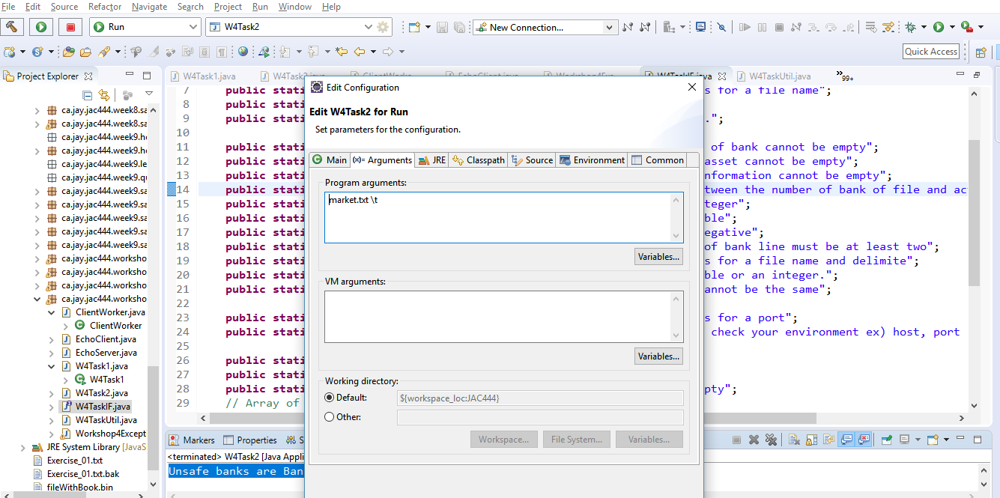 File Edit Source Refactor Navigate Search Project Run Window Help
Run W4Task2 New Connection...
Quick Access
Project Explorer
W4Task1.java ClientWorke EchoClient.java Workshop4Exc W4TaskIF.java W4TaskUtil.java 99+
ca.jay.jac444.week8.sa
ca.jay.jac444.week8.sa
ca.jay.jac444.week9.he
ca.jay.jac444.week9.he
ca.jay.jac444.week9.le
ca.jay.jac444.week9.qu
ca.jay.jac444.week9.sa
ca.jay.jac444.week9.sa
ca.jay.jac444.week9.sa
ca.jay.jac444.week9.sa
ca.jay.jac444.week9.sa
ca.jay.jac444.worksho
ca.jay.jac444.worksho
ca.jay.jac444.worksho
ca.jay.jac444.worksho
ClientWorker.java
ClientWorker
EchoClient.java
EchoServer.java
W4Task1.java
W4Task1
W4Task2.java
W4TaskIF.java
W4TaskUtil.java
Workshop4Except
JRE System Library [JavaS
Exercise_01.txt
Exercise_01.txt.bak
fileWithBook.bin
7 public stati s for a file name";
8 public stati
9 public stati .";
10
11 public stati of bank cannot be empty";
12 public stati asset cannot be empty";
13 public stati nformation cannot be empty";
14 public stati tween the number of bank of file and ac
15 public stati teger";
16 public stati ble";
17 public stati egative";
18 public stati of bank line must be at least two";
19 public stati s for a file name and delimite";
20 public stati ble or an integer.";
21 public stati annot be the same";
22
23 public stati s for a port";
24 public stati check your environment ex) host, port
25
26 public stati
27 public stati
28 public stati pty";
29 // Array of
Edit Configuration
Edit W4Task2 for Run
Set parameters for the configuration.
Main (x)= Arguments JRE Classpath Source Environment Common
Program arguments:
market.txt \t
Variables...
VM arguments:
Variables...
Working directory:
Default: ${workspace_loc:JAC444}
Other:
Workspace... File System... Variables...
Markers Properties S
<terminated> W4Task2 [Java Appli
Unsafe banks are Ban